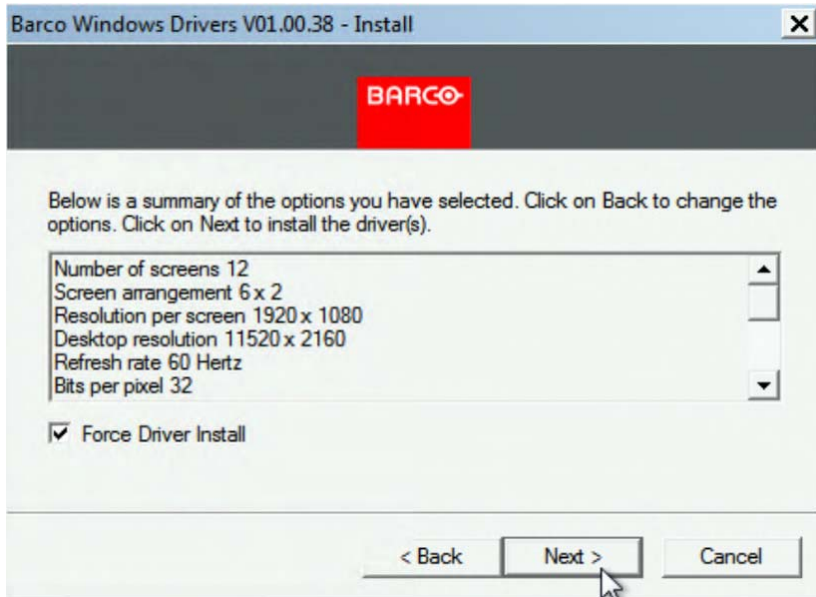 Barco Windows Drivers V01.00.38 - Install
BARCO
Below is a summary of the options you have selected. Click on Back to change the
options. Click on Next to install the driver(s).
Number of screens 12
Screen arrangement 6 x 2
Resolution per screen 1920 x 1080
Desktop resolution 11520 x 2160
Refresh rate 60 Hertz
Bits per pixel 32
Force Driver Install
< Back Next > Cancel